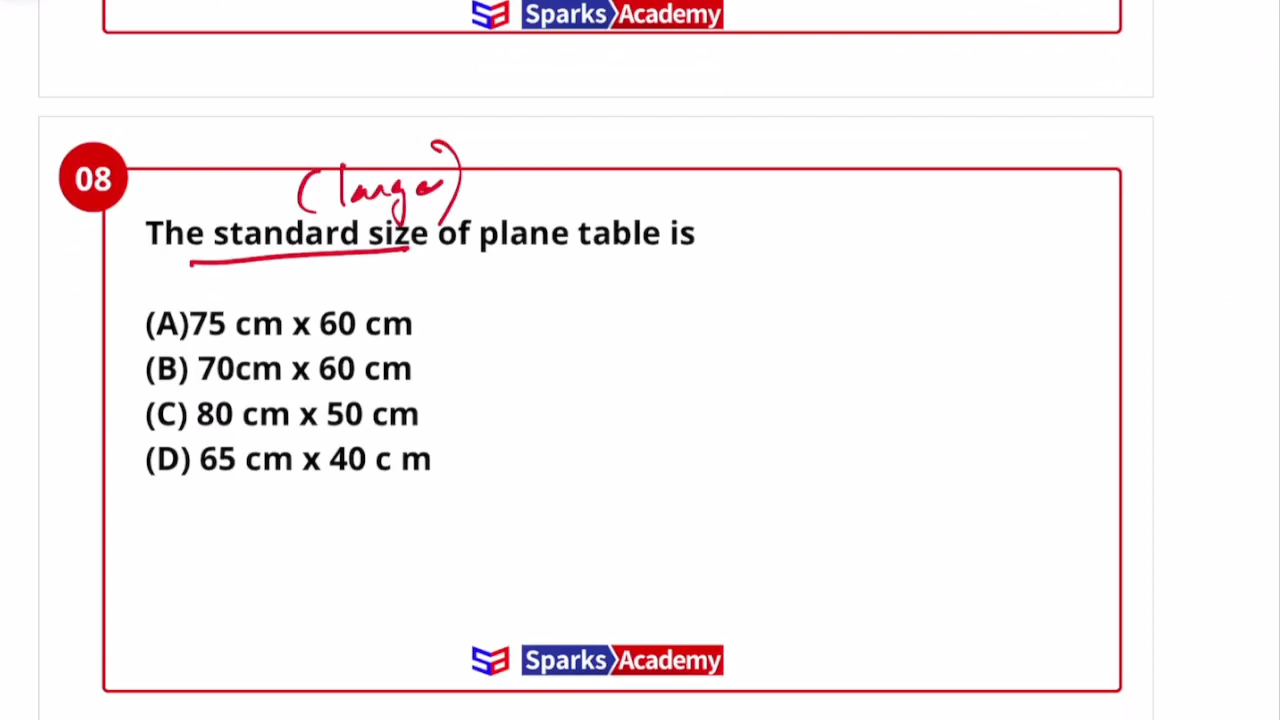 Sparks Academy
08
(large)
The standard size of plane table is
(A)75 cm x 60 cm
(B) 70cm x 60 cm
(C) 80 cm x 50 cm
(D) 65 cm x 40 c m
Sparks Academy